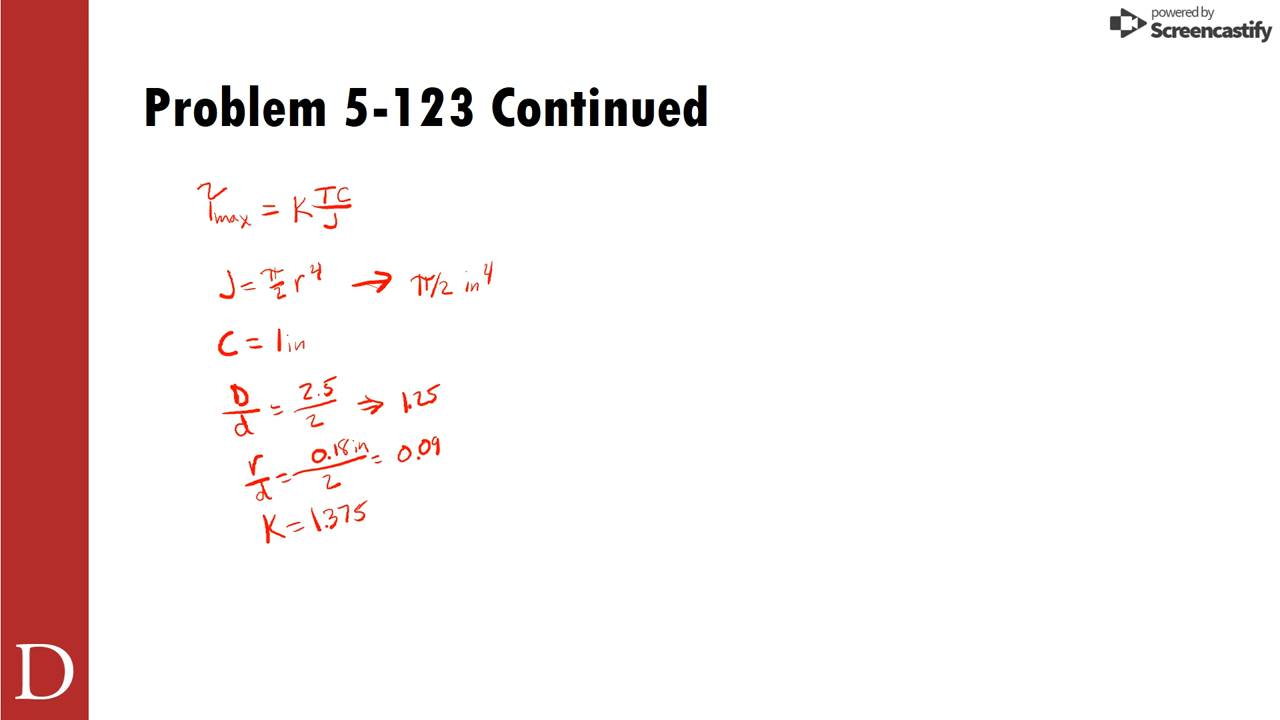 powered by
Screencastify
Problem 5-123 Continued
τmax = K TC/J
J = π/2 r⁴ → π/2 in⁴
C = 1in
D/d = 2.5/2 ⇒ 1.25
r/d = 0.18in/2 = 0.09
K = 1.375
D